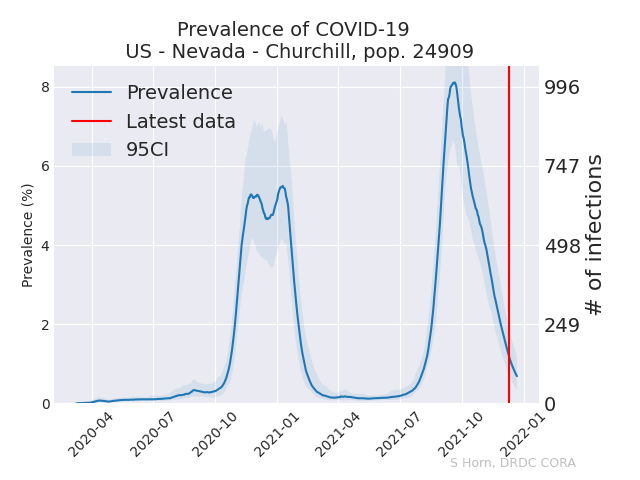 Prevalence of COVID-19
US - Nevada - Churchill, pop. 24909
Prevalence
Latest data
95CI
Prevalence (%)
8
6
4
2
0
996
747
498
249
0
# of infections
2020-04
2020-07
2020-10
2021-01
2021-04
2021-07
2021-10
2022-01
S Horn, DRDC CORA